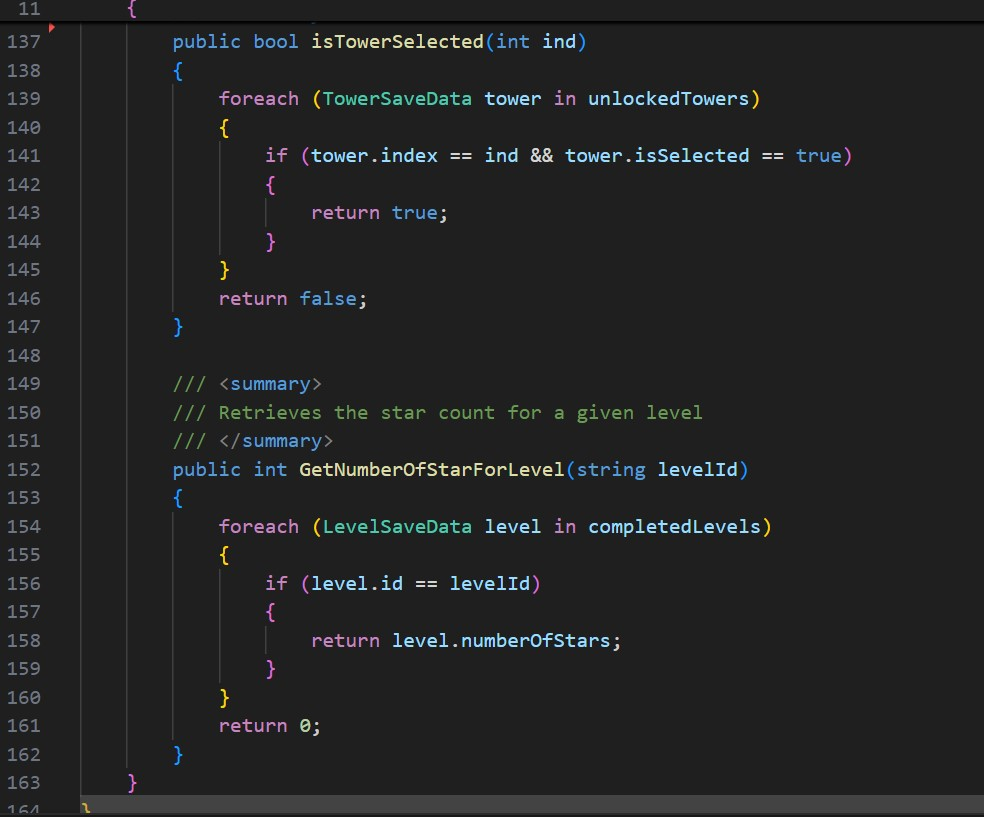 11 {
137 public bool isTowerSelected(int ind)
138 {
139 foreach (TowerSaveData tower in unlockedTowers)
140 {
141 if (tower.index == ind && tower.isSelected == true)
142 {
143 return true;
144 }
145 }
146 return false;
147 }
148
149 /// <summary>
150 /// Retrieves the star count for a given level
151 /// </summary>
152 public int GetNumberOfStarForLevel(string levelId)
153 {
154 foreach (LevelSaveData level in completedLevels)
155 {
156 if (level.id == levelId)
157 {
158 return level.numberOfStars;
159 }
160 }
161 return 0;
162 }
163 }
164 }